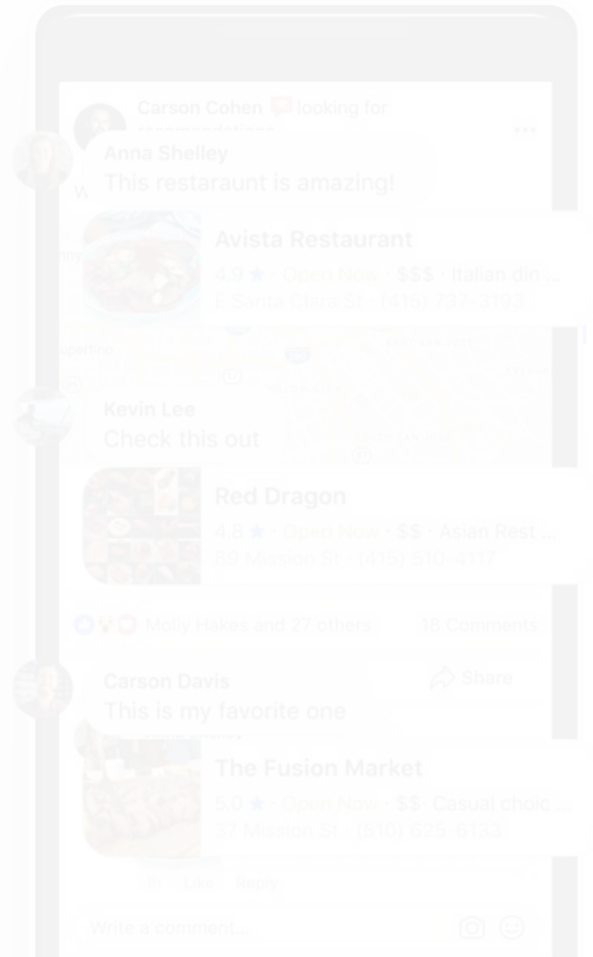 Carson Cohen looking for
Anna Shelley
This restaraunt is amazing!
Avista Restaurant
4.9 ★ · Open Now · $$$ · Italian din...
E Santa Clara St · (415) 737-3193
Kevin Lee
Check this out
Red Dragon
4.8 ★ · Open Now · $$ · Asian Rest ...
59 Mission St · (415) 510-4117
Molly Hakes and 27 others
18 Comments
Share
Carson Davis
This is my favorite one
The Fusion Market
5.0 ★ · Open Now · $$· Casual choic ...
37 Mission St · (510)
Like Reply
Write a comment...